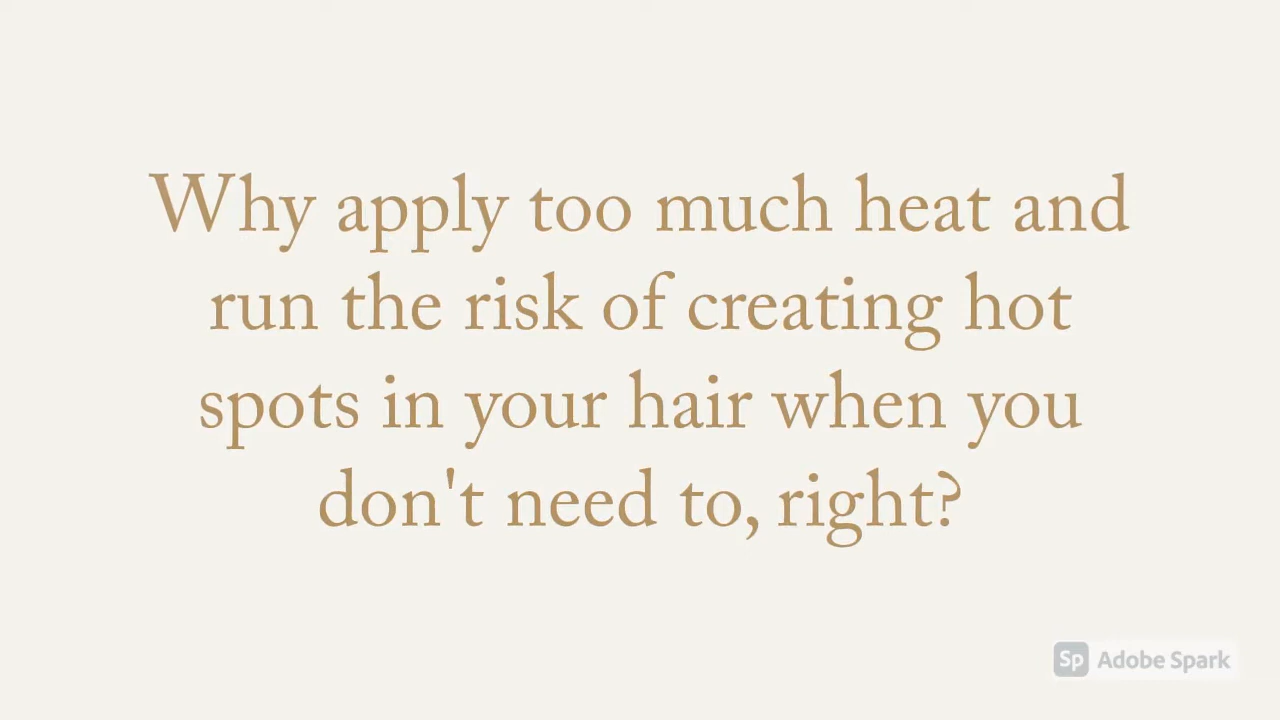 Why apply too much heat and
run the risk of creating hot
spots in your hair when you
don't need to, right?
Sp Adobe Spark